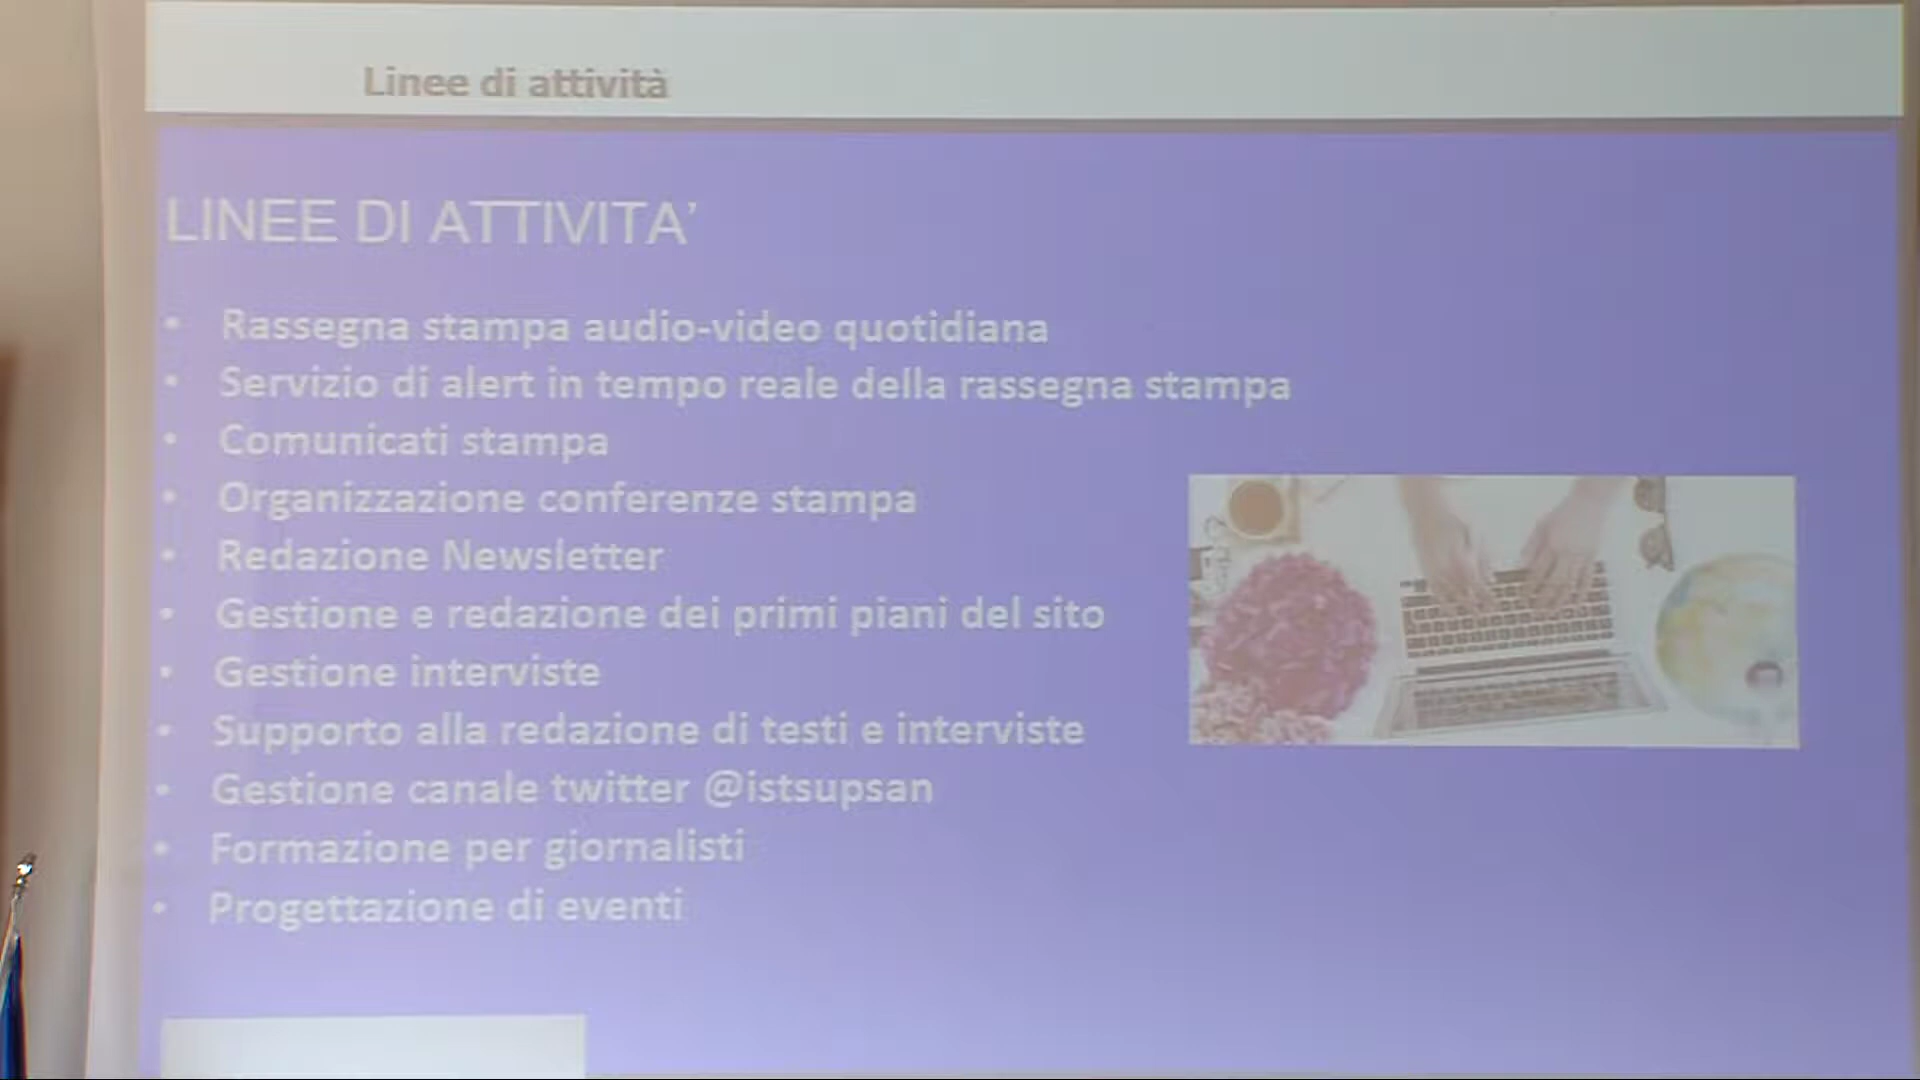 Linee di attività
LINEE DI ATTIVITA’
• Rassegna stampa audio-video quotidiana
• Servizio di alert in tempo reale della rassegna stampa
• Comunicati stampa
• Organizzazione conferenze stampa
• Redazione Newsletter
• Gestione e redazione dei primi piani del sito
• Gestione interviste
• Supporto alla redazione di testi e interviste
• Gestione canale twitter @istsupsan
• Formazione per giornalisti
• Progettazione di eventi